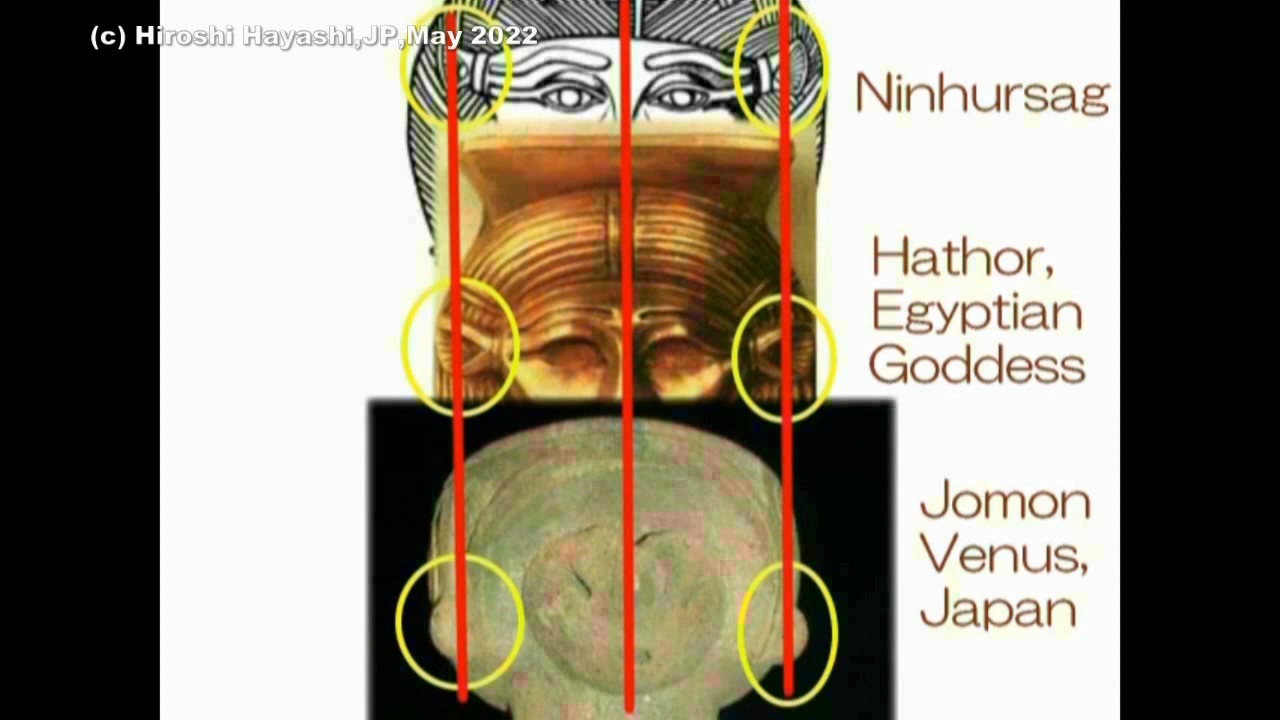 (c) Hiroshi Hayashi,JP,May 2022
Ninhursag
Hathor,
Egyptian
Goddess
Jomon
Venus,
Japan